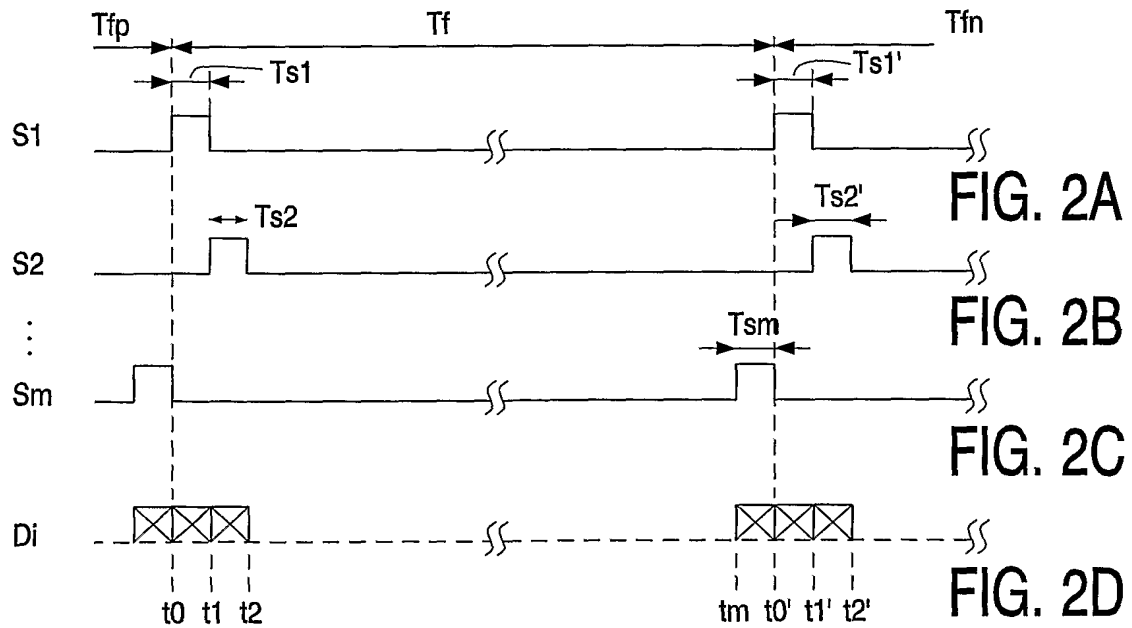 Tfp Tf Tfn
Ts1 Ts1'
S1
FIG. 2A
Ts2 Ts2'
S2
FIG. 2B
Tsm
Sm
FIG. 2C
Di
t0 t1 t2 tm t0' t1' t2'
FIG. 2D